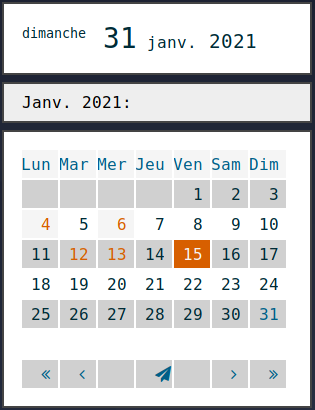 dimanche 31 janv. 2021
Janv. 2021:
Lun Mar Mer Jeu Ven Sam Dim
1 2 3
4 5 6 7 8 9 10
11 12 13 14 15 16 17
18 19 20 21 22 23 24
25 26 27 28 29 30 31
« ‹ › »